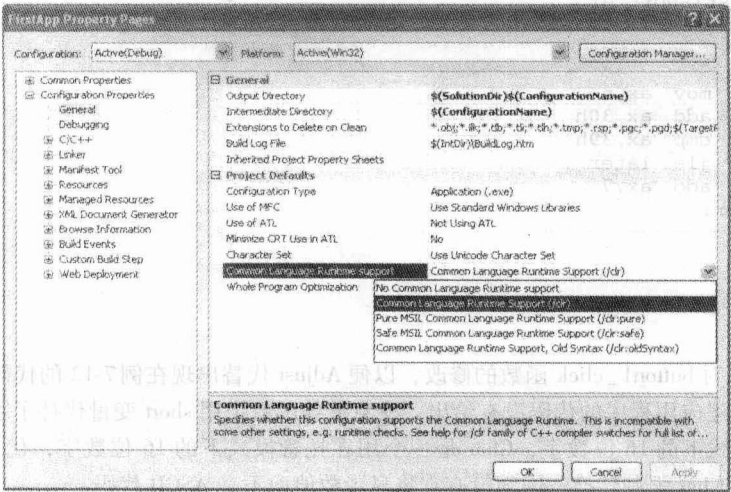 FirstApp Property Pages
Configuration: Active(Debug) Platform: Active(Win32) Configuration Manager...
Common Properties
Configuration Properties
General
Debugging
C/C++
Linker
Manifest Tool
Resources
Managed Resources
XML Document Generator
Browse Information
Build Events
Custom Build Step
Web Deployment
General
Output Directory $(SolutionDir)$(ConfigurationName)
Intermediate Directory $(ConfigurationName)
Extensions to Delete on Clean *.obj;*.ilk;*.tlb;*.tli;*.tlh;*.tmp;*.rsp;*.pgc;*.pgd;$(TargetP
Build Log File $(IntDir)\BuildLog.htm
Inherited Project Property Sheets
Project Defaults
Configuration Type Application (.exe)
Use of MFC Use Standard Windows Libraries
Use of ATL Not Using ATL
Minimize CRT Use in ATL No
Character Set Use Unicode Character Set
Common Language Runtime support Common Language Runtime Support (/clr)
Whole Program Optimization
No Common Language Runtime support
Common Language Runtime Support (/clr)
Pure MSIL Common Language Runtime Support (/clr:pure)
Safe MSIL Common Language Runtime Support (/clr:safe)
Common Language Runtime Support, Old Syntax (/clr:oldSyntax)
Common Language Runtime support
Specifies whether this configuration supports the Common Language Runtime. This is incompatible with
some other settings, e.g. runtime checks. See help for /clr family of C++ compiler switches for full list of...
OK Cancel Apply